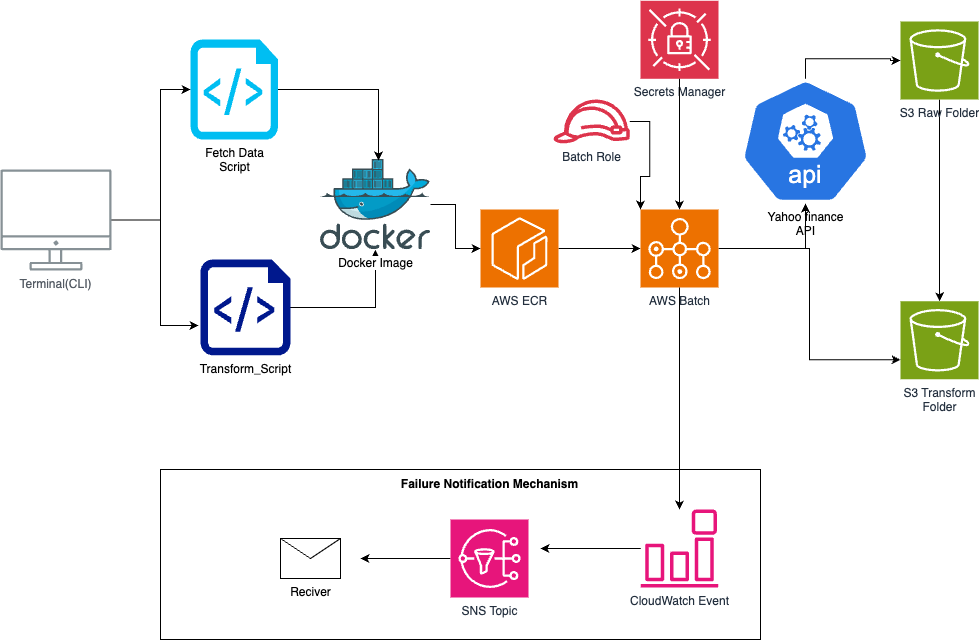 Secrets Manager
Batch Role
Fetch Data
Script
api
S3 Raw Folder
Yahoo finance
API
docker
Docker Image
Terminal(CLI)
AWS ECR
AWS Batch
Transform_Script
S3 Transform
Folder
Failure Notification Mechanism
Reciver
SNS Topic
CloudWatch Event